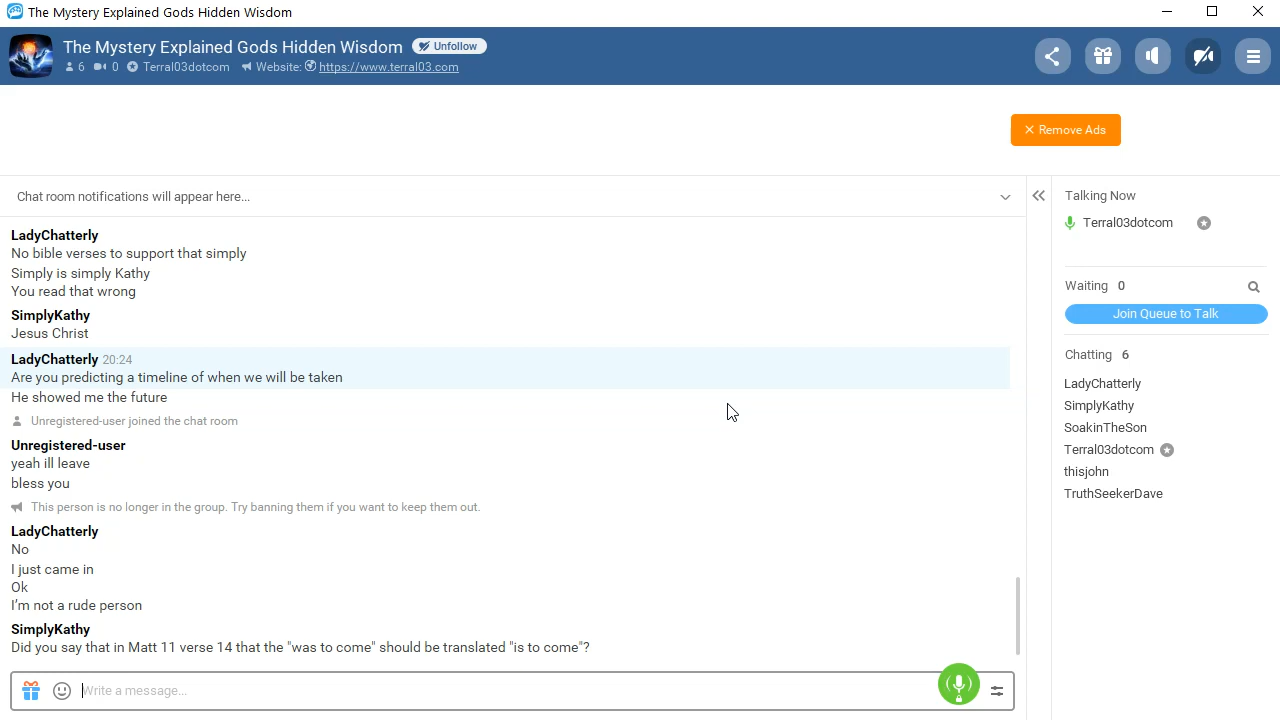 The Mystery Explained Gods Hidden Wisdom
The Mystery Explained Gods Hidden Wisdom Unfollow
6 0 Terral03dotcom Website: https://www.terral03.com
Remove Ads
Chat room notifications will appear here...
LadyChatterly
No bible verses to support that simply
Simply is simply Kathy
You read that wrong
SimplyKathy
Jesus Christ
LadyChatterly 20:24
Are you predicting a timeline of when we will be taken
He showed me the future
Unregistered-user joined the chat room
Unregistered-user
yeah ill leave
bless you
This person is no longer in the group. Try banning them if you want to keep them out.
LadyChatterly
No
I just came in
Ok
I'm not a rude person
SimplyKathy
Did you say that in Matt 11 verse 14 that the "was to come" should be translated "is to come"?
Write a message...
Talking Now
Terral03dotcom
Waiting 0
Join Queue to Talk
Chatting 6
LadyChatterly
SimplyKathy
SoakinTheSon
Terral03dotcom
thisjohn
TruthSeekerDave